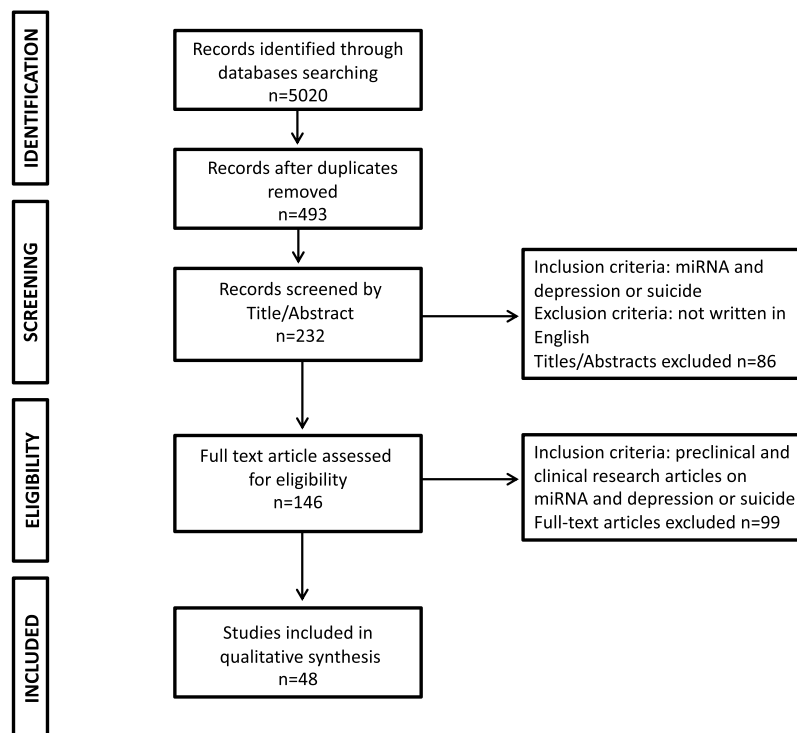 IDENTIFICATION
Records identified through
databases searching
n=5020
Records after duplicates
removed
n=493
SCREENING
Records screened by
Title/Abstract
n=232
Inclusion criteria: miRNA and
depression or suicide
Exclusion criteria: not written in
English
Titles/Abstracts excluded n=86
ELIGIBILITY
Full text article assessed
for eligibility
n=146
Inclusion criteria: preclinical and
clinical research articles on
miRNA and depression or suicide
Full-text articles excluded n=99
INCLUDED
Studies included in
qualitative synthesis
n=48